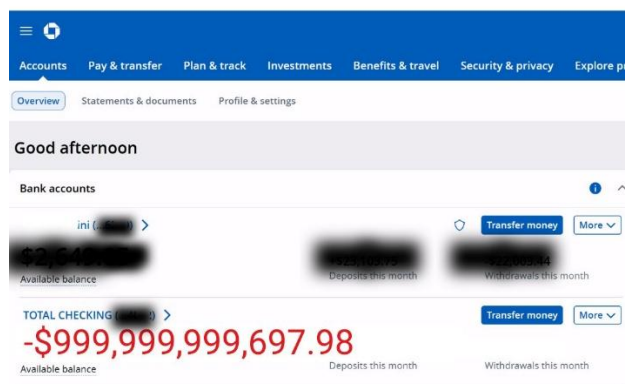 Accounts Pay & transfer Plan & track Investments Benefits & travel Security & privacy Explore
Overview Statements & documents Profile & settings
Good afternoon
Bank accounts
Transfer money More
Available balance Deposits this month Withdrawals this month
TOTAL CHECKING Transfer money More
-$999,999,999,697.98
Available balance Deposits this month Withdrawals this month